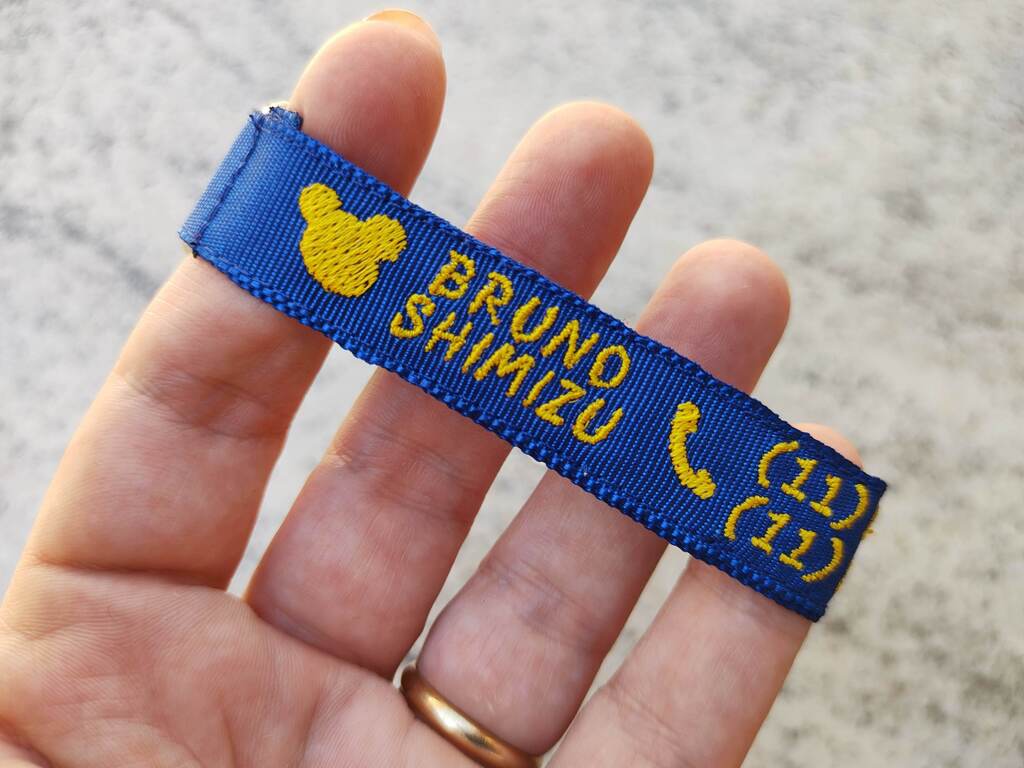 BRUNO
SHIMIZU
(11)
(11)